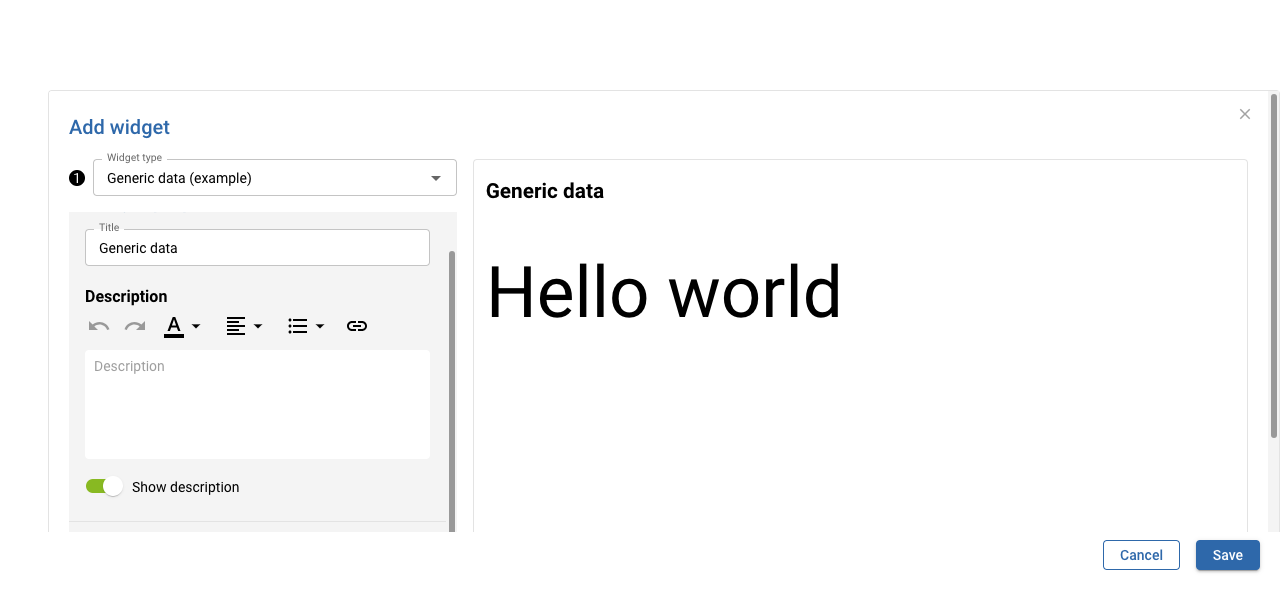 Add widget
1
Widget type
Generic data (example)
Title
Generic data
Description
A
Description
Show description
Generic data
Hello world
Cancel
Save